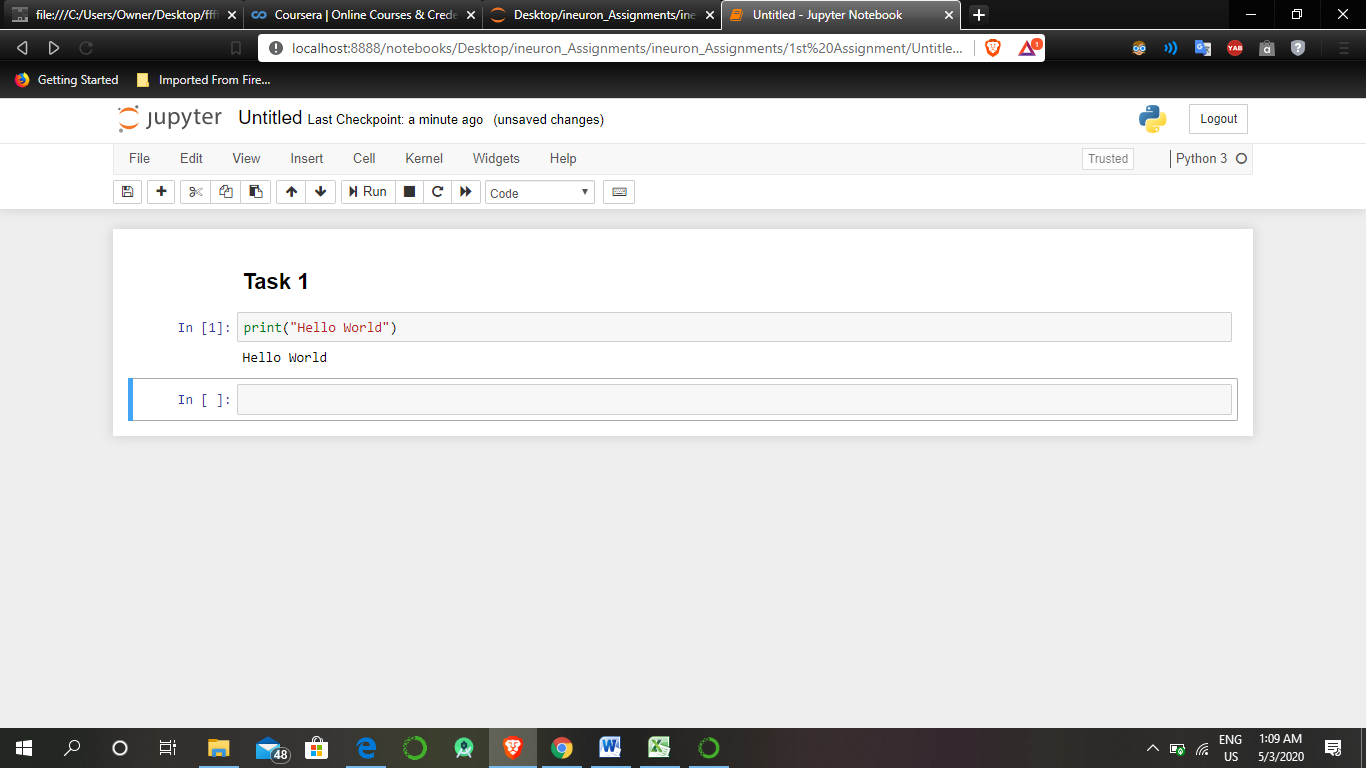 file:///C:/Users/Owner/Desktop/fff
Coursera | Online Courses & Crede
Desktop/ineuron_Assignments/ine
Untitled - Jupyter Notebook
localhost:8888/notebooks/Desktop/ineuron_Assignments/ineuron_Assignments/1st%20Assignment/Untitle...
1
YAB
Getting Started
Imported From Fire...
jupyter Untitled Last Checkpoint: a minute ago (unsaved changes)
Logout
File Edit View Insert Cell Kernel Widgets Help
Trusted
Python 3
Run
Code
Task 1
In [1]: print("Hello World")
Hello World
In [ ]:
48
ENG
US
1:09 AM
5/3/2020